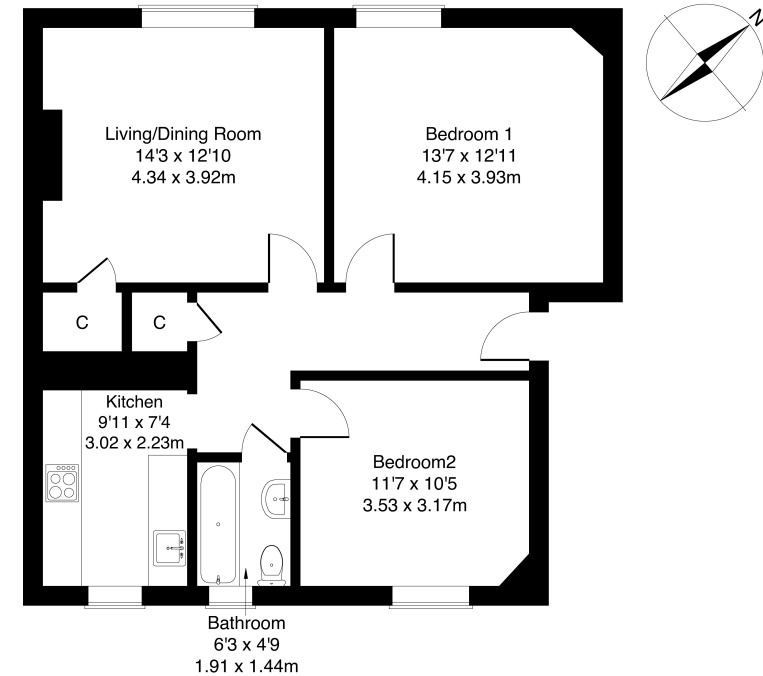 N
Living/Dining Room
14'3 x 12'10
4.34 x 3.92m
Bedroom 1
13'7 x 12'11
4.15 x 3.93m
C
C
Kitchen
9'11 x 7'4
3.02 x 2.23m
Bedroom2
11'7 x 10'5
3.53 x 3.17m
Bathroom
6'3 x 4'9
1.91 x 1.44m